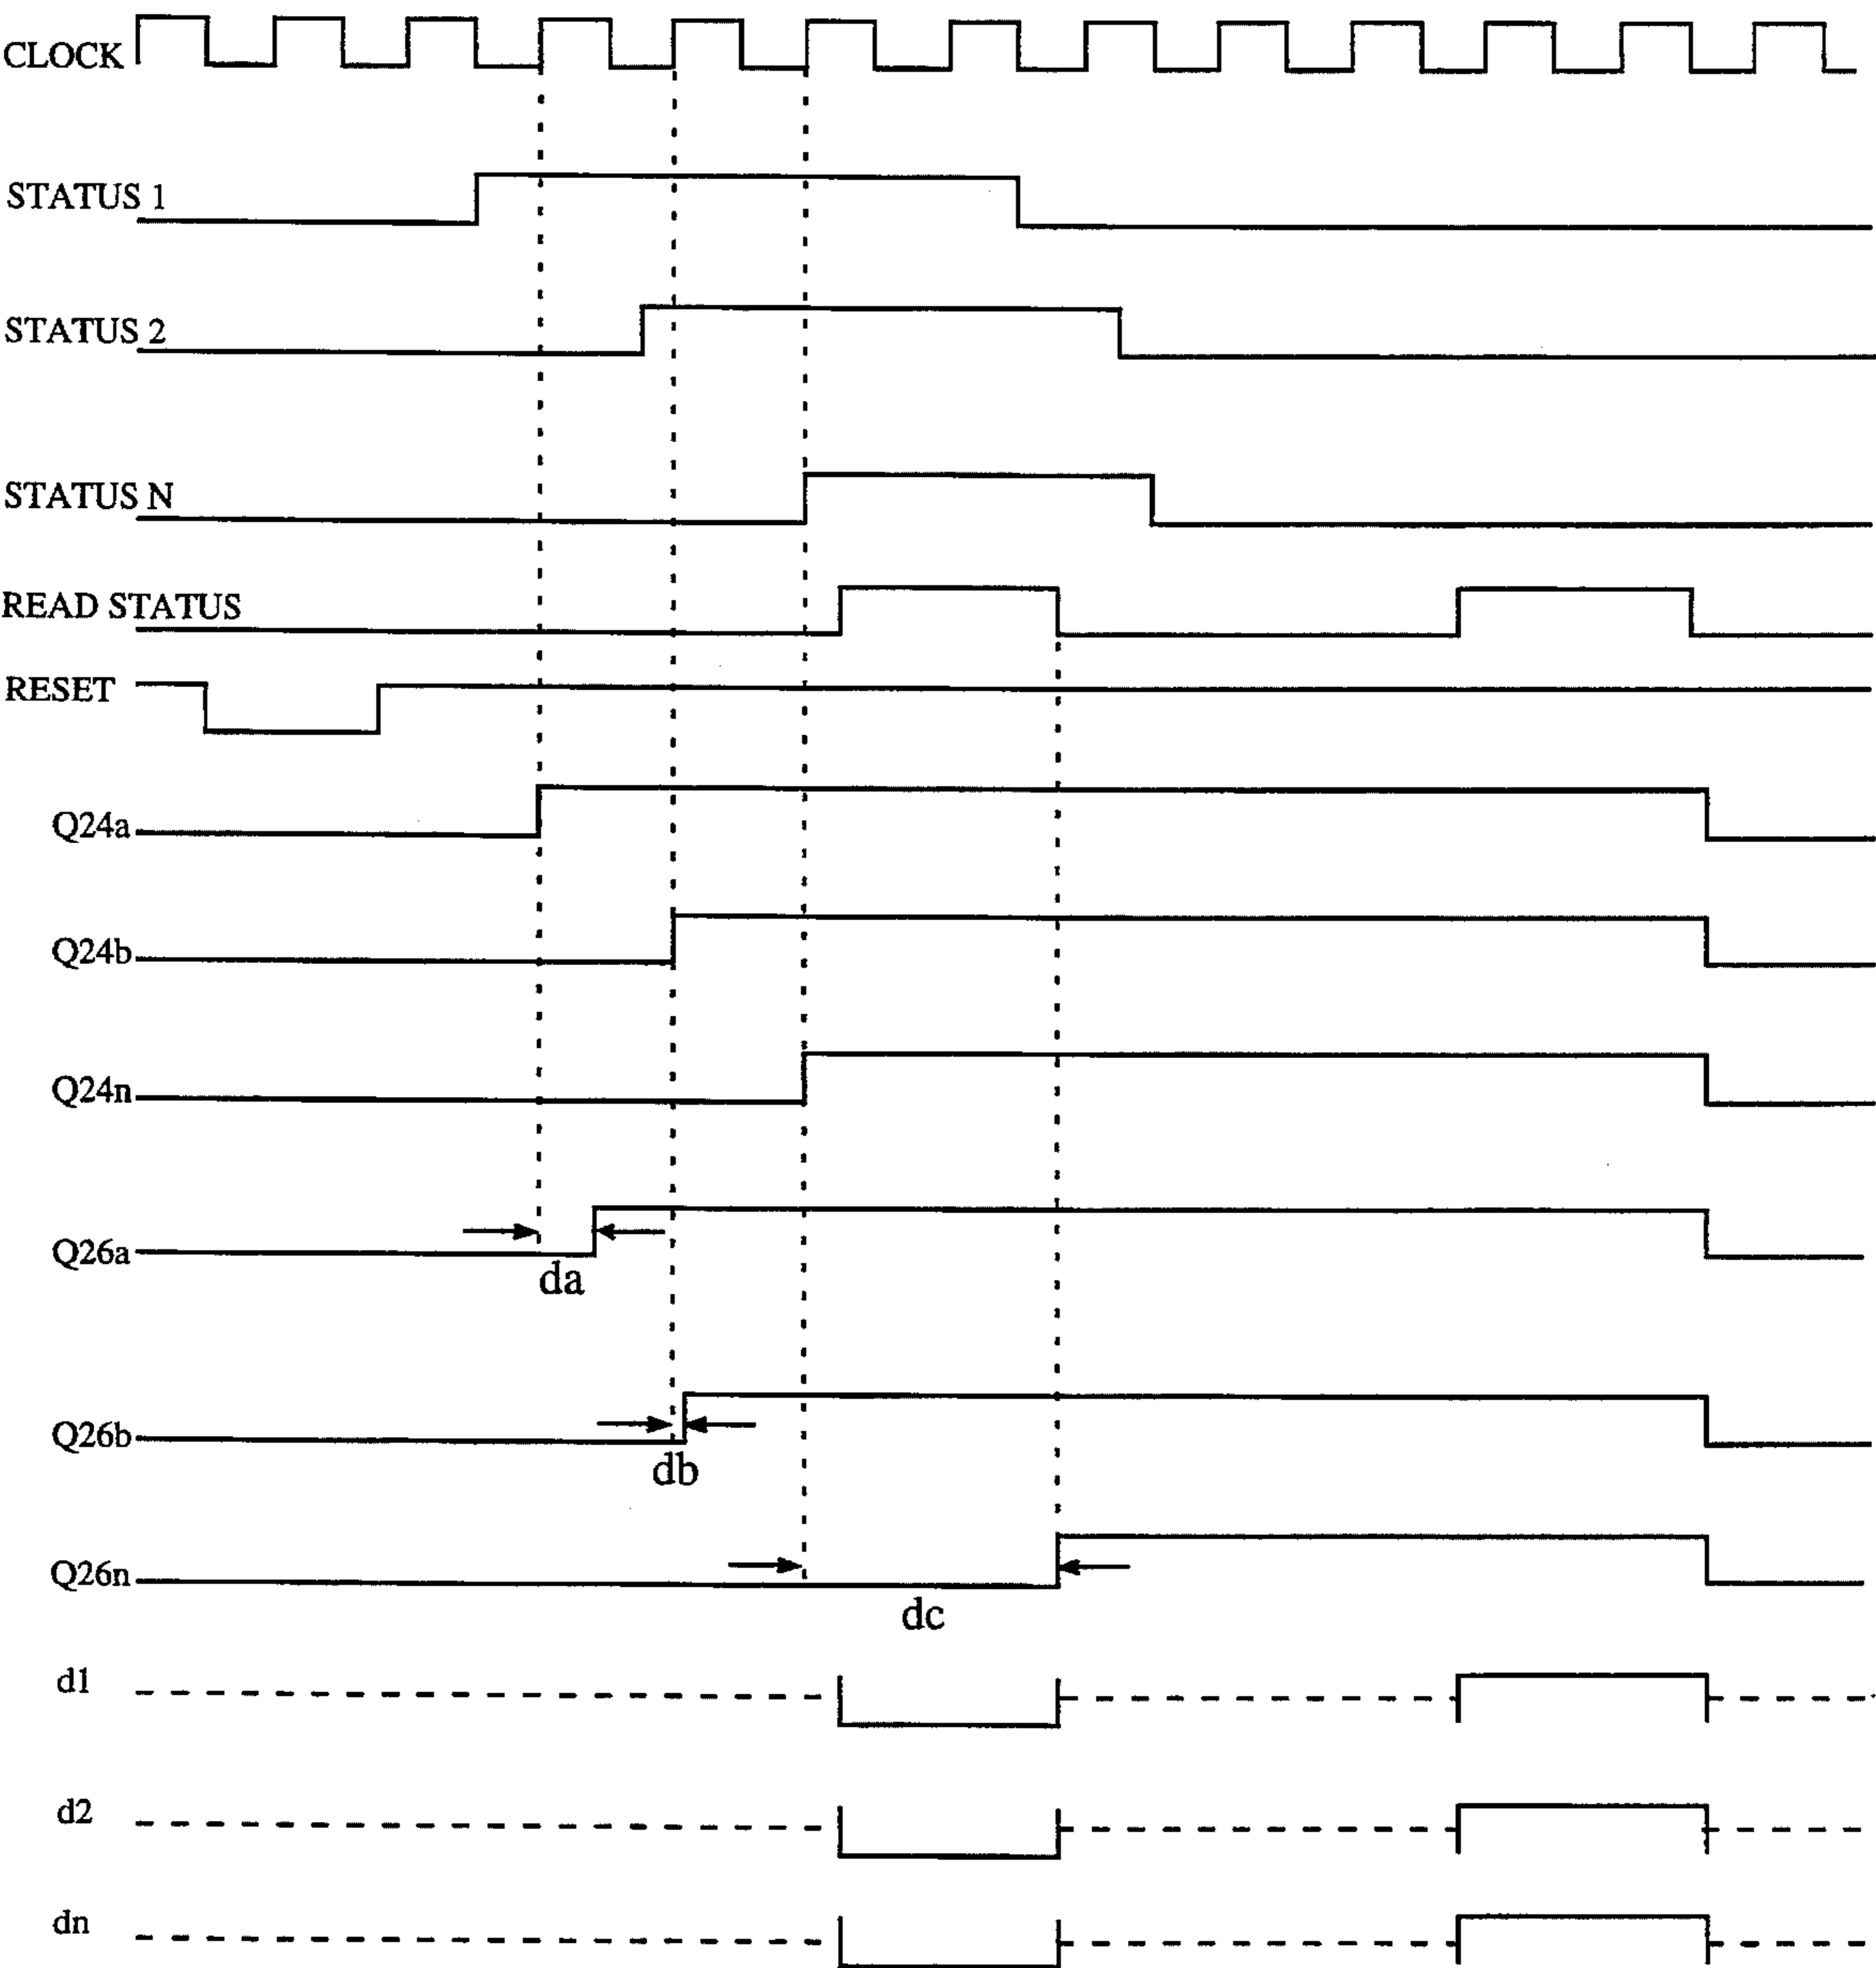 CLOCK
STATUS 1
STATUS 2
STATUS N
READ STATUS
RESET
Q24a
Q24b
Q24n
Q26a
da
Q26b
db
Q26n
dc
d1
d2
dn